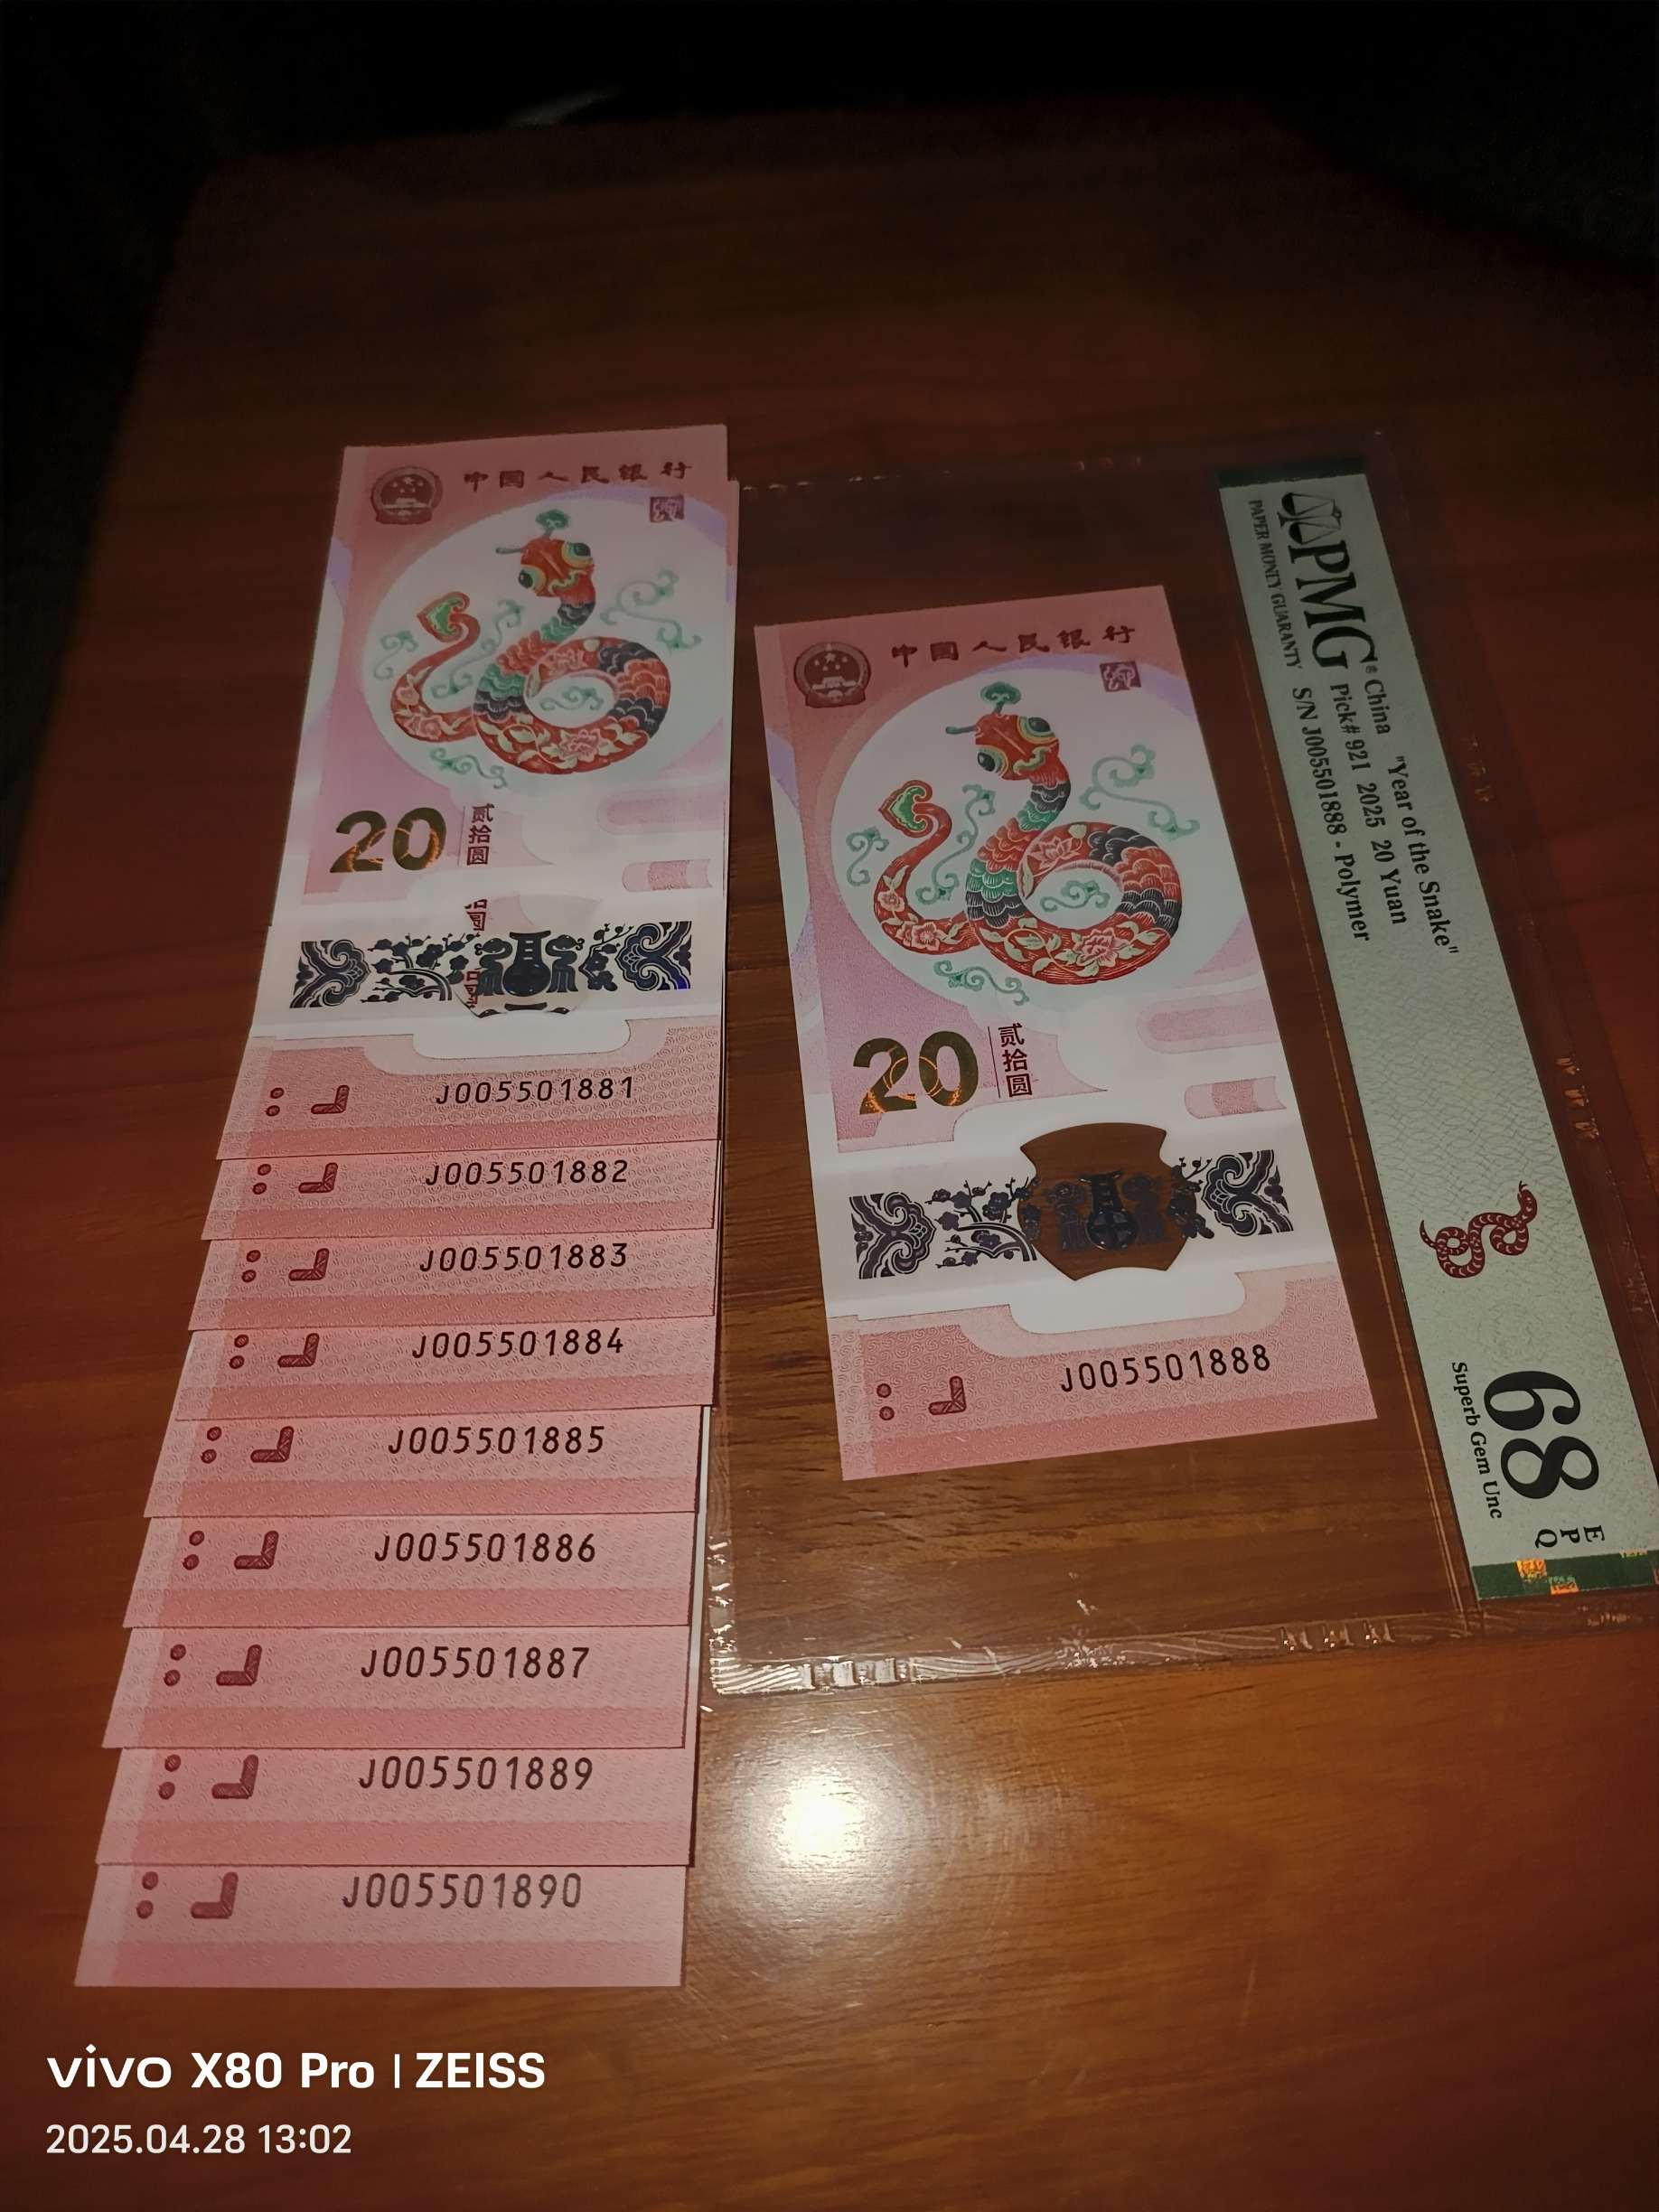 中国人民银行
20
贰拾圆
J005501881
J005501882
J005501883
J005501884
J005501885
J005501886
J005501887
J005501889
J005501890
中国人民银行
20
贰拾圆
J005501888
PMG®
PAPER MONEY GUARANTY
China "Year of the Snake"
Pick# 921 2025 20 Yuan
S/N J005501888 - Polymer
68
EPQ
Superb Gem Unc
vivo X80 Pro | ZEISS
2025.04.28 13:02